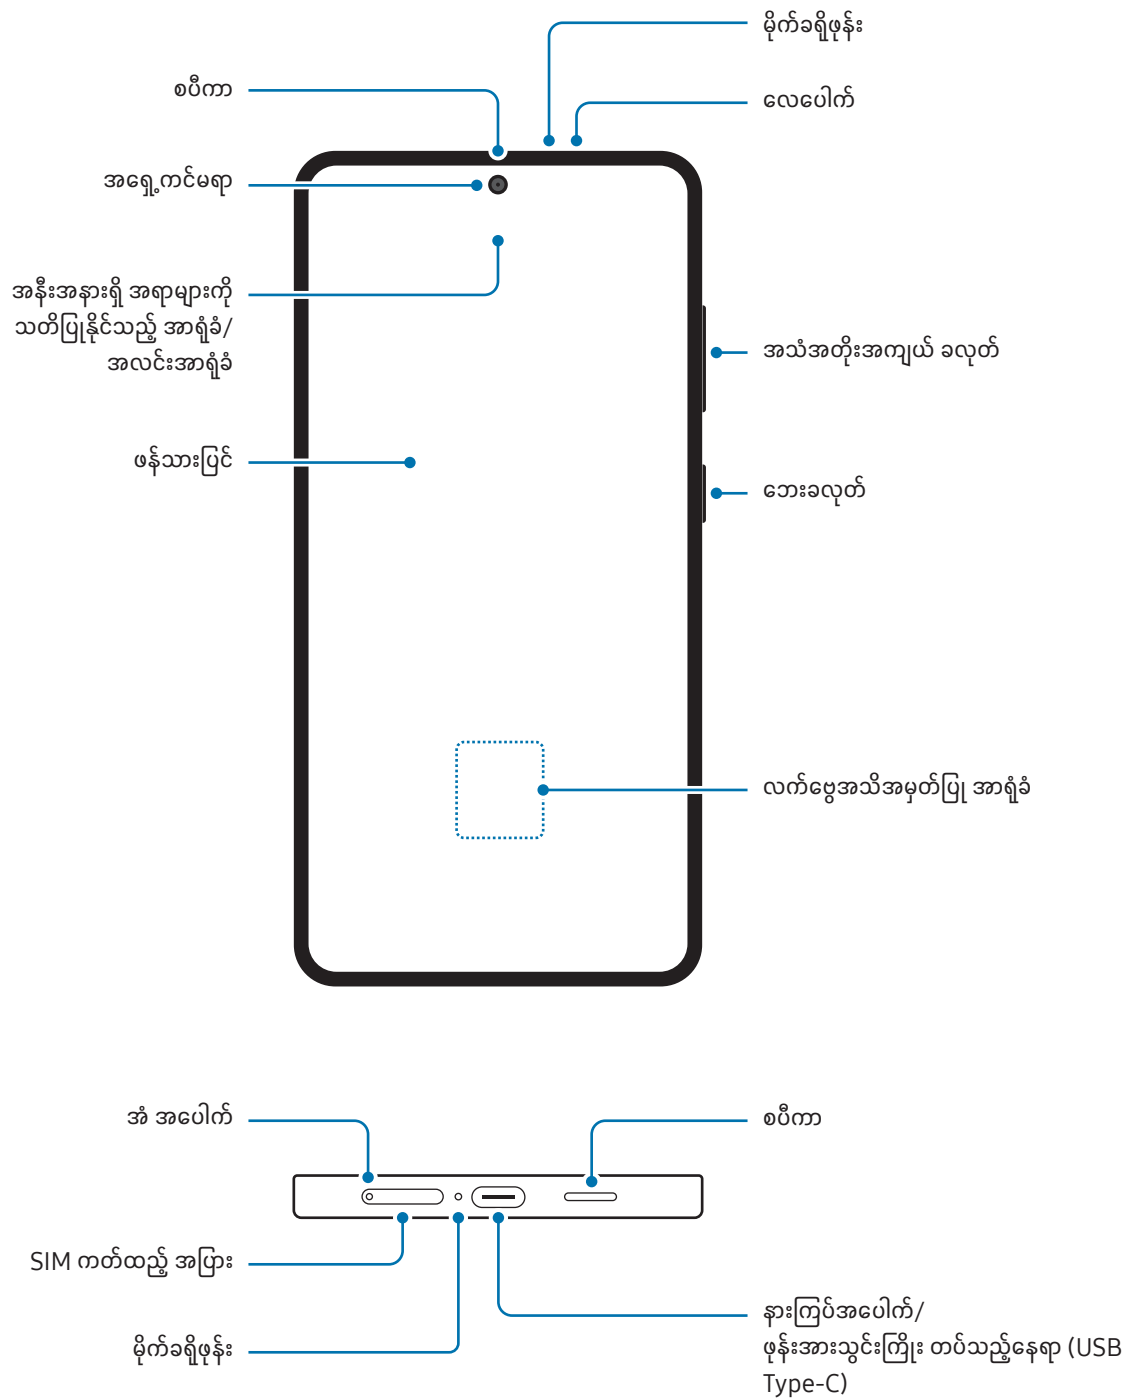 မိုက်ခရိုဖုန်း
စပီကာ
လေပေါက်
အရှေ့ကင်မရာ
အနီးအနားရှိ အရာများကို
သတိပြုနိုင်သည့် အာရုံခံ/
အလင်းအာရုံခံ
အသံအတိုးအကျယ် ခလုတ်
ဖန်သားပြင်
ဘေးခလုတ်
လက်ဗွေအသိအမှတ်ပြု အာရုံခံ
အံ အပေါက်
စပီကာ
SIM ကတ်ထည့် အပြား
နားကြပ်အပေါက်/
ဖုန်းအားသွင်းကြိုး တပ်သည့်နေရာ (USB
Type-C)
မိုက်ခရိုဖုန်း